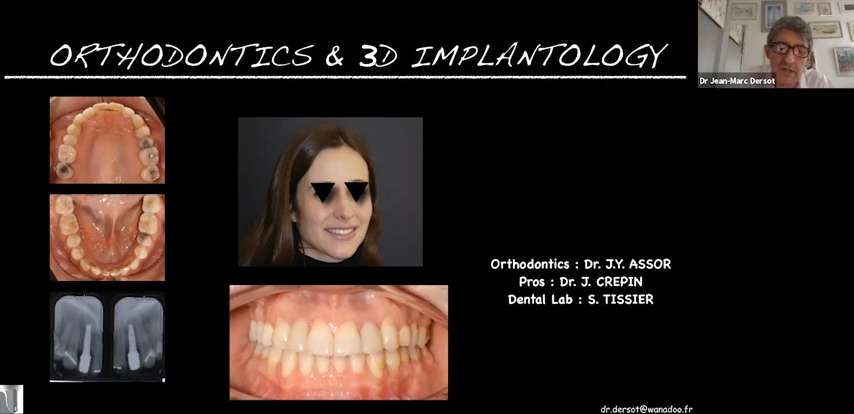 ORTHODONTICS & 3D IMPLANTOLOGY
Dr Jean-Marc Dersot
Orthodontics : Dr. J.Y. ASSOR
Pros : Dr. J. CREPIN
Dental Lab : S. TISSIER
dr.dersot@wanadoo.fr